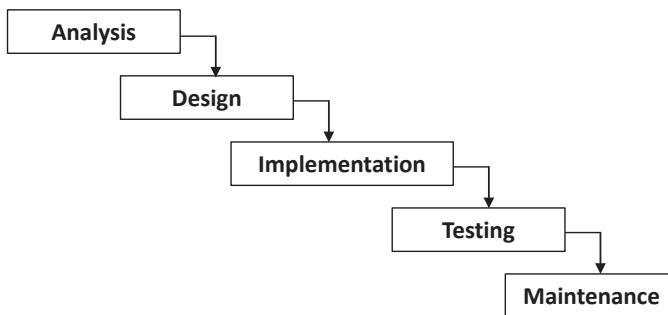 Analysis
Design
Implementation
Testing
Maintenance